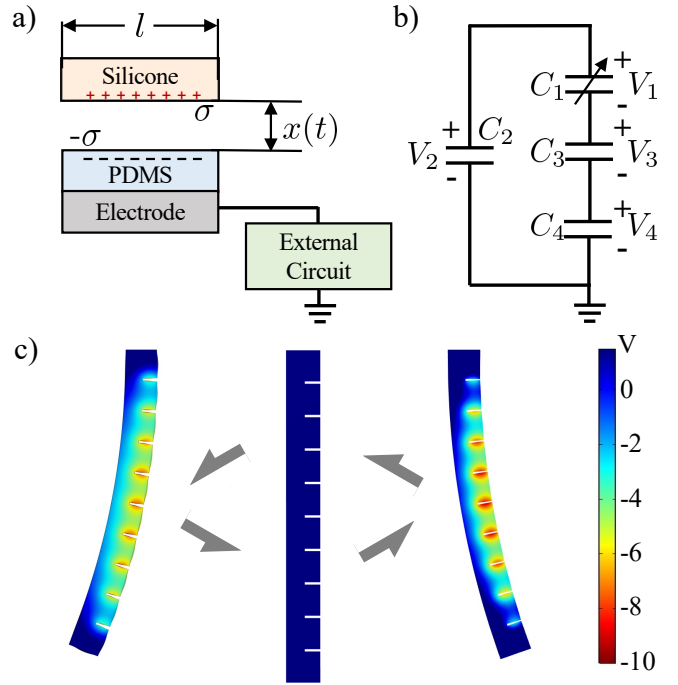 a)
l
Silicone
+ + + + + + + +
σ
x(t)
-σ
PDMS
Electrode
External
Circuit
b)
+
C₁ V₁
-
+ C₂
V₂
-
+
C₃ V₃
-
+
C₄ V₄
-
c)
V
0
-2
-4
-6
-8
-10